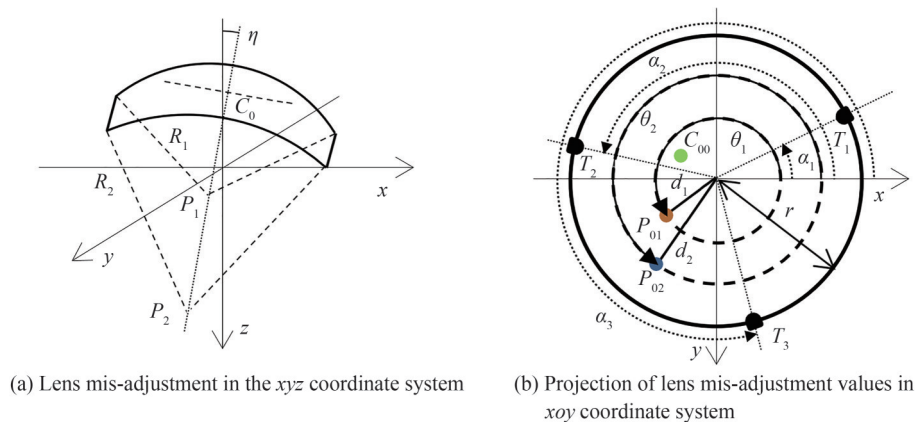 η
C₀
R₁
R₂
x
P₁
y
P₂
z
(a) Lens mis-adjustment in the xyz coordinate system
α₂
θ₂
C₀₀
θ₁
T₁
α₁
T₂
d₁
x
r
P₀₁
d₂
P₀₂
α₃
T₃
y
(b) Projection of lens mis-adjustment values in
xoy coordinate system